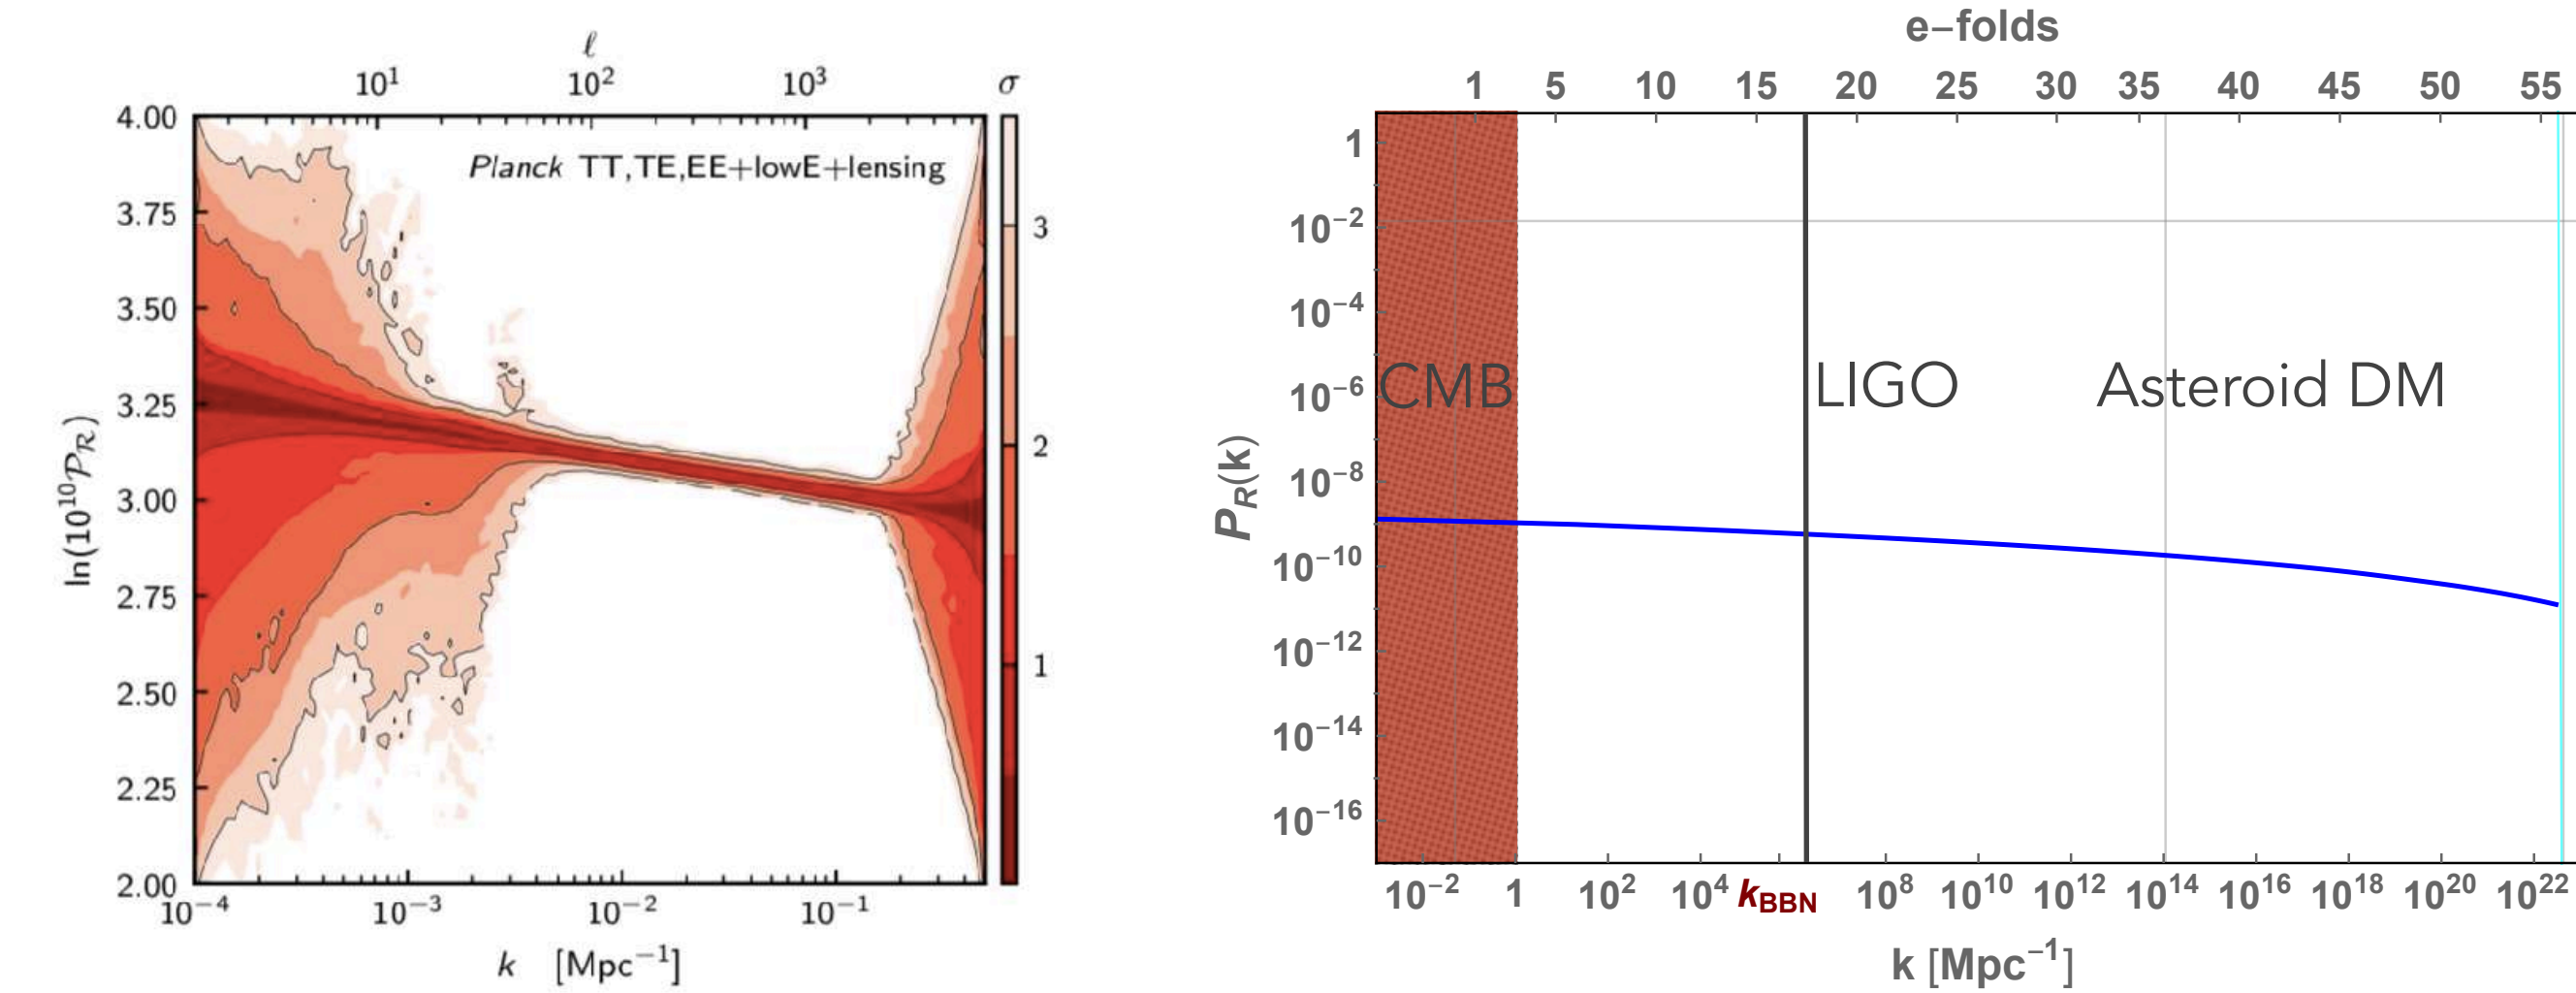 ℓ
10¹ 10² 10³ σ
4.00
3.75
3.50
3.25
3.00
2.75
2.50
2.25
2.00
ln(10¹⁰𝒫_ℛ)
Planck TT,TE,EE+lowE+lensing
3
2
1
10⁻⁴ 10⁻³ 10⁻² 10⁻¹
k [Mpc⁻¹]
e−folds
1 5 10 15 20 25 30 35 40 45 50 55
1
10⁻²
10⁻⁴
10⁻⁶
10⁻⁸
10⁻¹⁰
10⁻¹²
10⁻¹⁴
10⁻¹⁶
P_R(k)
CMB LIGO Asteroid DM
10⁻² 1 10² 10⁴ k_BBN 10⁸ 10¹⁰ 10¹² 10¹⁴ 10¹⁶ 10¹⁸ 10²⁰ 10²²
k [Mpc⁻¹]